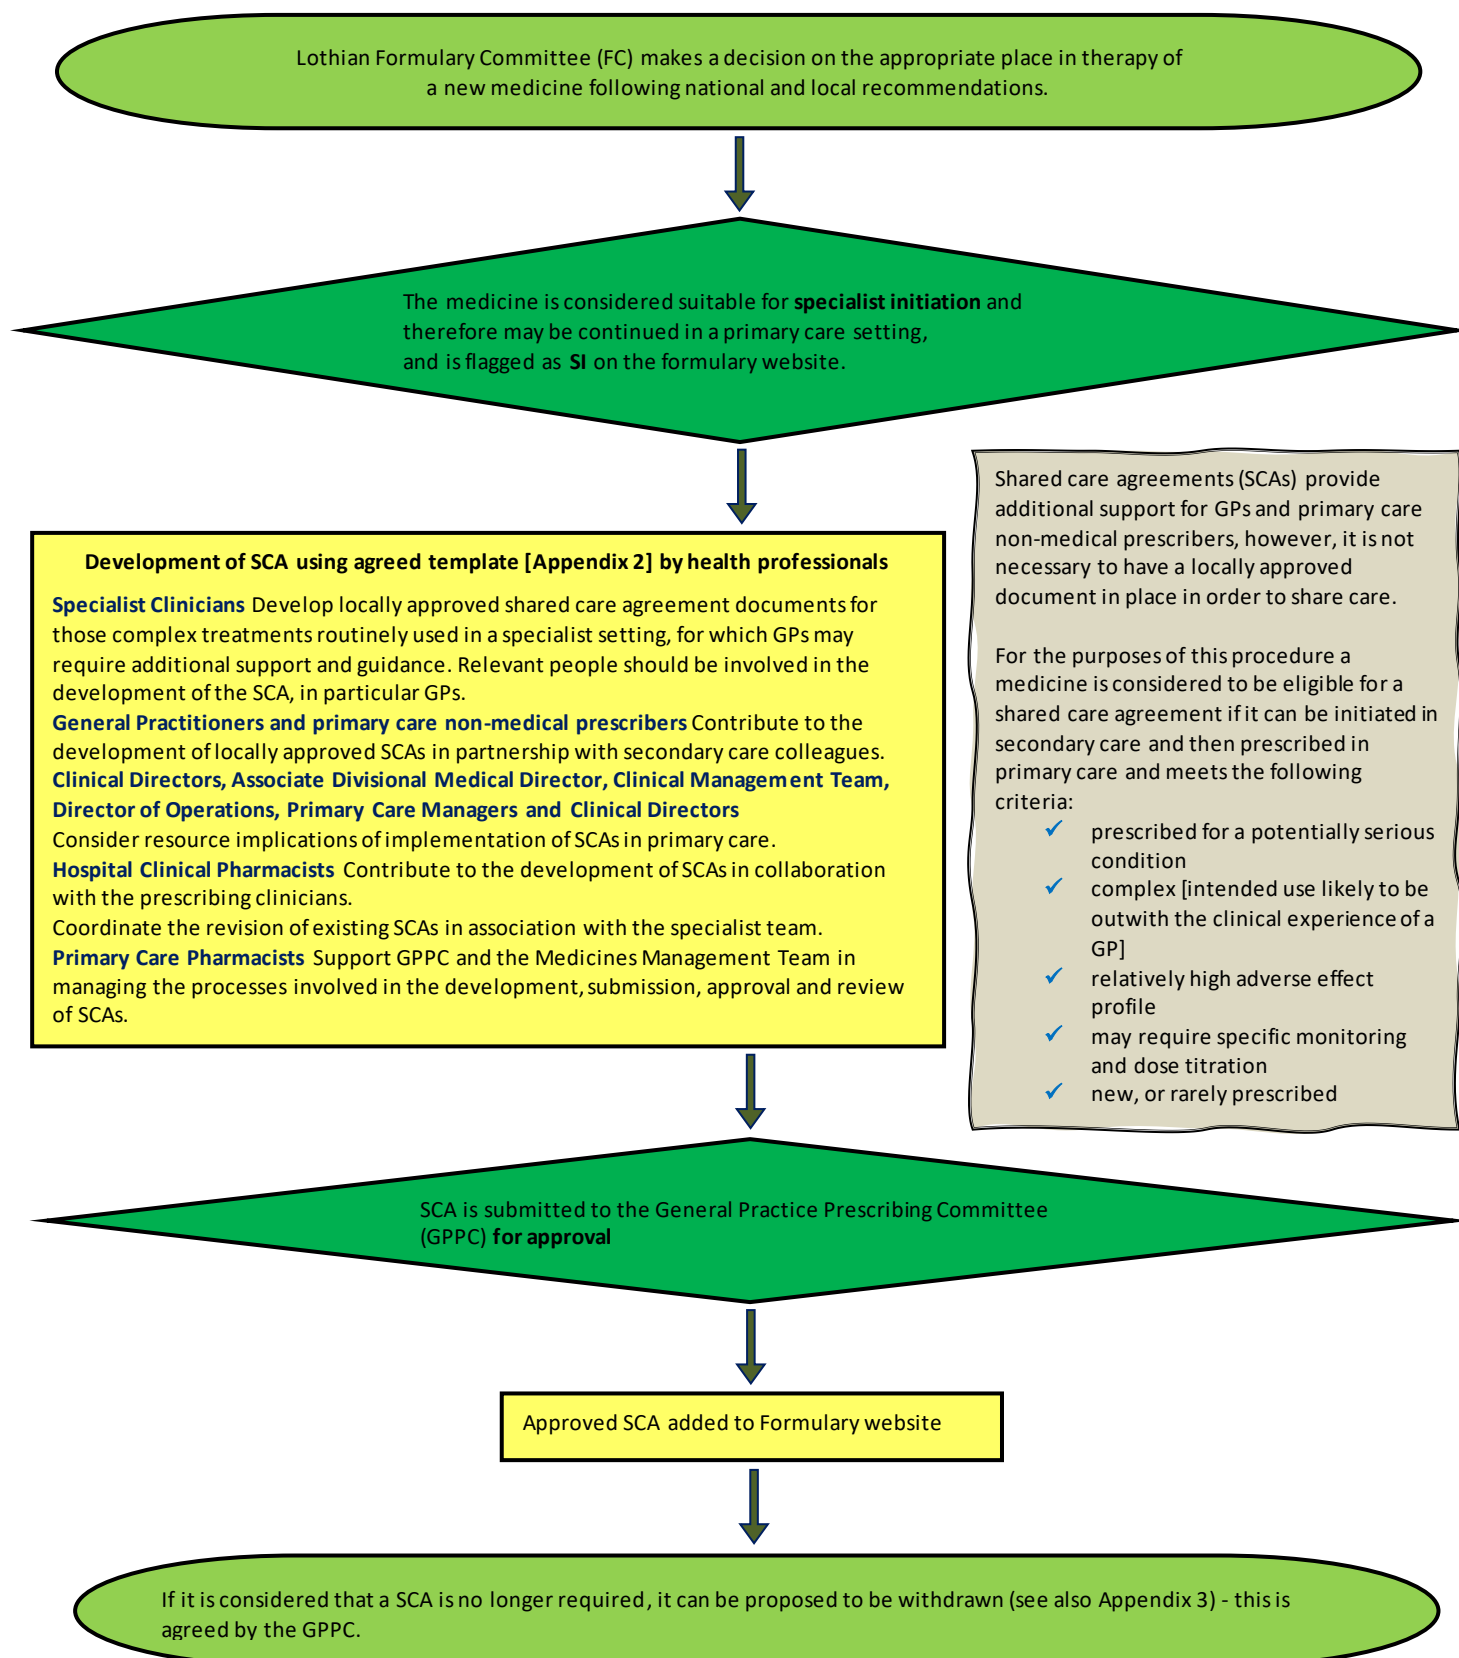 Lothian Formulary Committee (FC) makes a decision on the appropriate place in therapy of
a new medicine following national and local recommendations.
The medicine is considered suitable for specialist initiation and
therefore may be continued in a primary care setting,
and is flagged as SI on the formulary website.
Development of SCA using agreed template [Appendix 2] by health professionals
Specialist Clinicians Develop locally approved shared care agreement documents for
those complex treatments routinely used in a specialist setting, for which GPs may
require additional support and guidance. Relevant people should be involved in the
development of the SCA, in particular GPs.
General Practitioners and primary care non-medical prescribers Contribute to the
development of locally approved SCAs in partnership with secondary care colleagues.
Clinical Directors, Associate Divisional Medical Director, Clinical Management Team,
Director of Operations, Primary Care Managers and Clinical Directors
Consider resource implications of implementation of SCAs in primary care.
Hospital Clinical Pharmacists Contribute to the development of SCAs in collaboration
with the prescribing clinicians.
Coordinate the revision of existing SCAs in association with the specialist team.
Primary Care Pharmacists Support GPPC and the Medicines Management Team in
managing the processes involved in the development, submission, approval and review
of SCAs.
Shared care agreements (SCAs) provide
additional support for GPs and primary care
non-medical prescribers, however, it is not
necessary to have a locally approved
document in place in order to share care.
For the purposes of this procedure a
medicine is considered to be eligible for a
shared care agreement if it can be initiated in
secondary care and then prescribed in
primary care and meets the following
criteria:
✓ prescribed for a potentially serious
condition
✓ complex [intended use likely to be
outwith the clinical experience of a
GP]
✓ relatively high adverse effect
profile
✓ may require specific monitoring
and dose titration
✓ new, or rarely prescribed
SCA is submitted to the General Practice Prescribing Committee
(GPPC) for approval
Approved SCA added to Formulary website
If it is considered that a SCA is no longer required, it can be proposed to be withdrawn (see also Appendix 3) - this is
agreed by the GPPC.